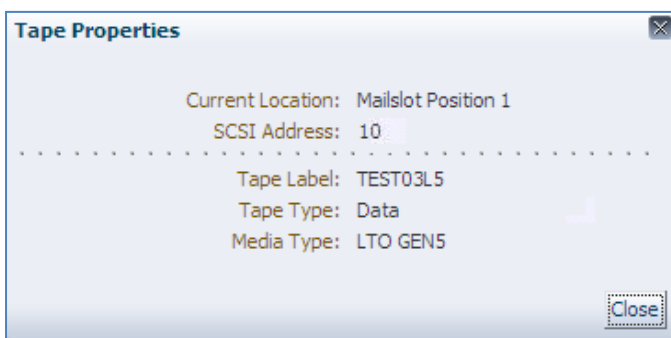 Tape Properties
Current Location: Mailslot Position 1
SCSI Address: 10
Tape Label: TEST03L5
Tape Type: Data
Media Type: LTO GEN5
Close